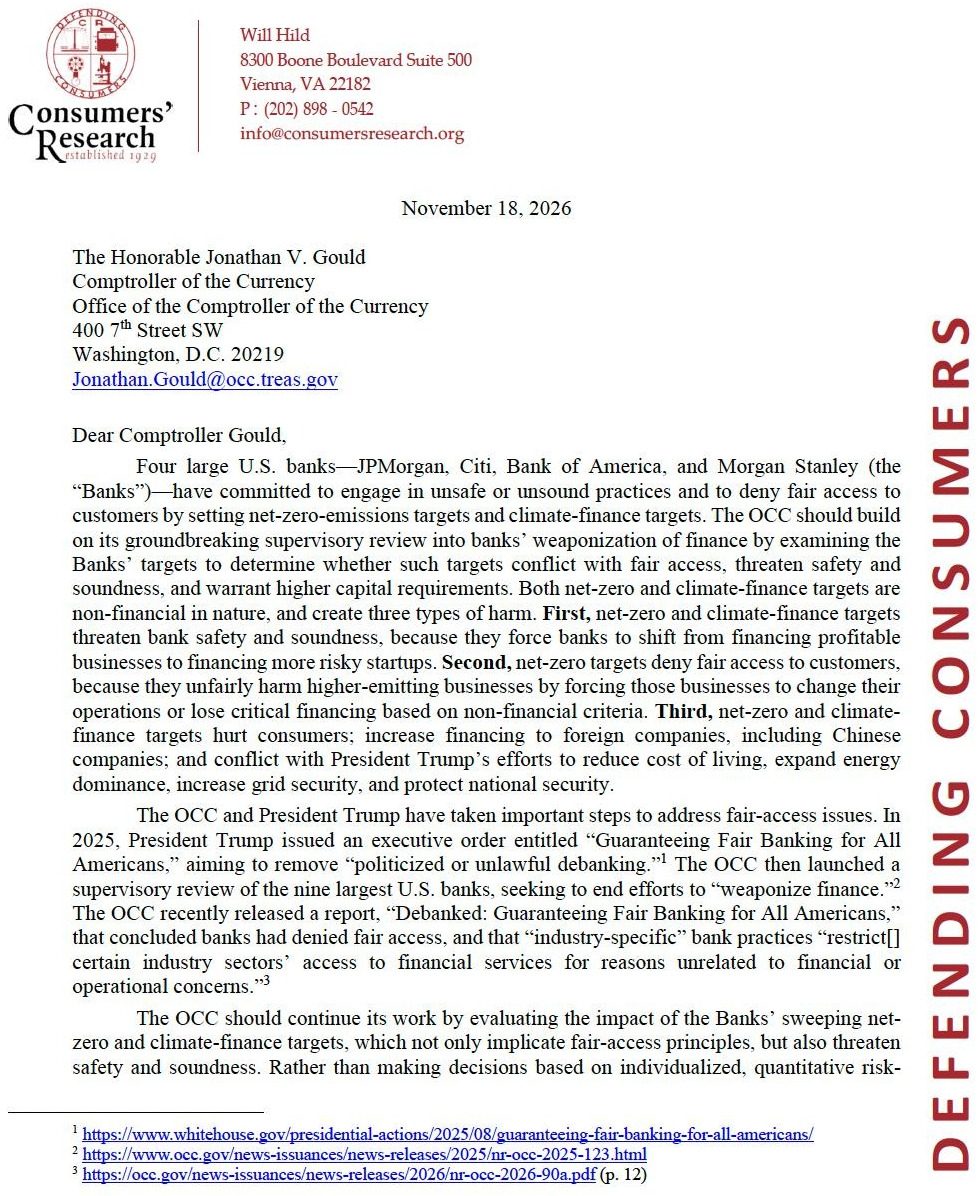 DEFENDING
C R
CONSUMERS
Consumers’
Research
established 1929
Will Hild
8300 Boone Boulevard Suite 500
Vienna, VA 22182
P: (202) 898 - 0542
info@consumersresearch.org
November 18, 2026
The Honorable Jonathan V. Gould
Comptroller of the Currency
Office of the Comptroller of the Currency
400 7th Street SW
Washington, D.C. 20219
Jonathan.Gould@occ.treas.gov
Dear Comptroller Gould,
Four large U.S. banks—JPMorgan, Citi, Bank of America, and Morgan Stanley (the
“Banks”)—have committed to engage in unsafe or unsound practices and to deny fair access to
customers by setting net-zero-emissions targets and climate-finance targets. The OCC should build
on its groundbreaking supervisory review into banks’ weaponization of finance by examining the
Banks’ targets to determine whether such targets conflict with fair access, threaten safety and
soundness, and warrant higher capital requirements. Both net-zero and climate-finance targets are
non-financial in nature, and create three types of harm. First, net-zero and climate-finance targets
threaten bank safety and soundness, because they force banks to shift from financing profitable
businesses to financing more risky startups. Second, net-zero targets deny fair access to customers,
because they unfairly harm higher-emitting businesses by forcing those businesses to change their
operations or lose critical financing based on non-financial criteria. Third, net-zero and climate-
finance targets hurt consumers; increase financing to foreign companies, including Chinese
companies; and conflict with President Trump’s efforts to reduce cost of living, expand energy
dominance, increase grid security, and protect national security.
The OCC and President Trump have taken important steps to address fair-access issues. In
2025, President Trump issued an executive order entitled “Guaranteeing Fair Banking for All
Americans,” aiming to remove “politicized or unlawful debanking.”1 The OCC then launched a
supervisory review of the nine largest U.S. banks, seeking to end efforts to “weaponize finance.”2
The OCC recently released a report, “Debanked: Guaranteeing Fair Banking for All Americans,”
that concluded banks had denied fair access, and that “industry-specific” bank practices “restrict[]
certain industry sectors’ access to financial services for reasons unrelated to financial or
operational concerns.”3
The OCC should continue its work by evaluating the impact of the Banks’ sweeping net-
zero and climate-finance targets, which not only implicate fair-access principles, but also threaten
safety and soundness. Rather than making decisions based on individualized, quantitative risk-
1 https://www.whitehouse.gov/presidential-actions/2025/08/guaranteeing-fair-banking-for-all-americans/
2 https://www.occ.gov/news-issuances/news-releases/2025/nr-occ-2025-123.html
3 https://occ.gov/news-issuances/news-releases/2026/nr-occ-2026-90a.pdf (p. 12)
DEFENDING CONSUMERS